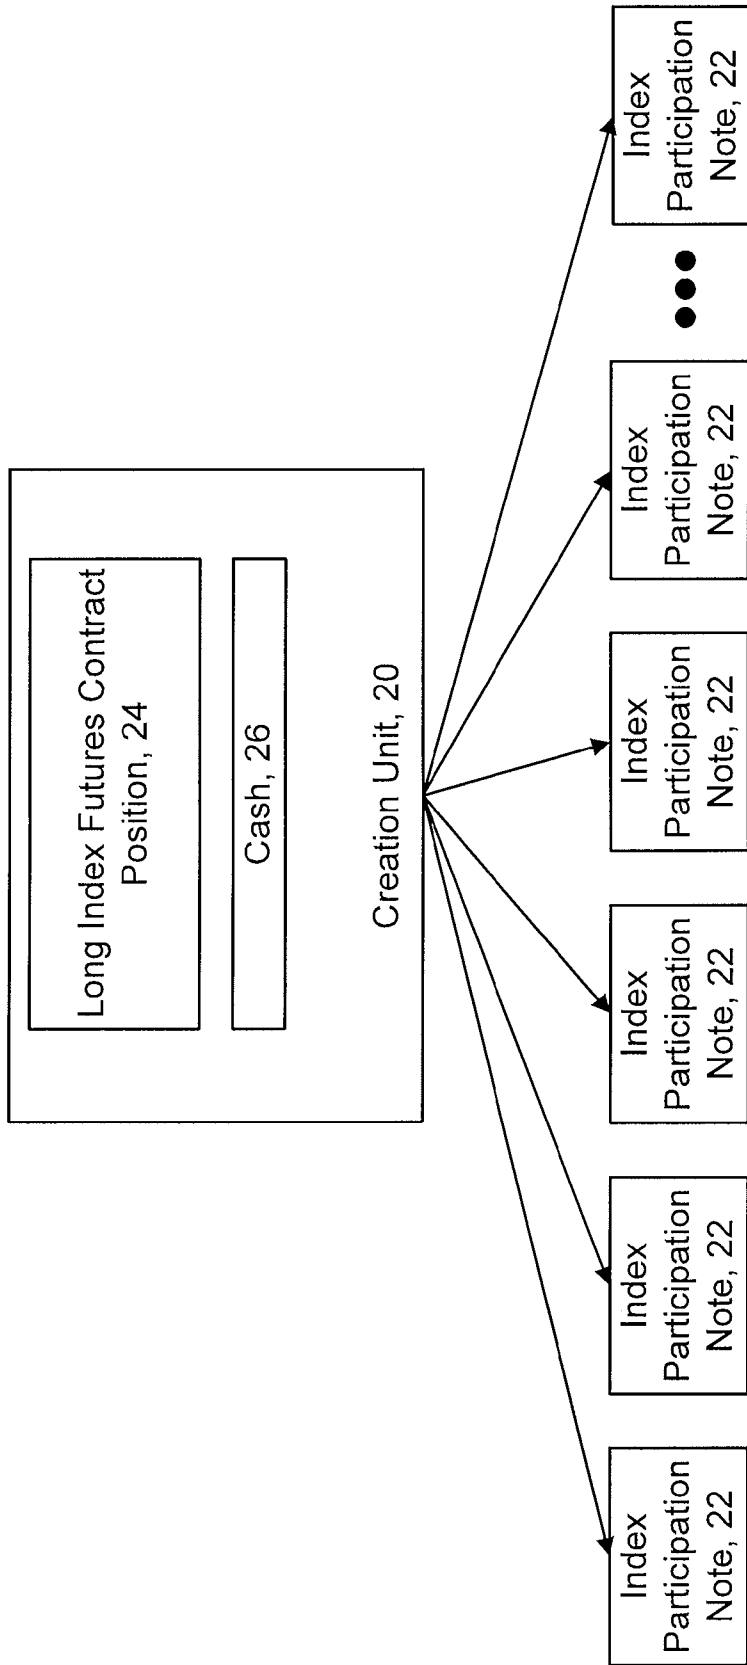 Long Index Futures Contract
Position, 24
Cash, 26
Creation Unit, 20
Index
Participation
Note, 22
Index
Participation
Note, 22
Index
Participation
Note, 22
Index
Participation
Note, 22
Index
Participation
Note, 22
Index
Participation
Note, 22